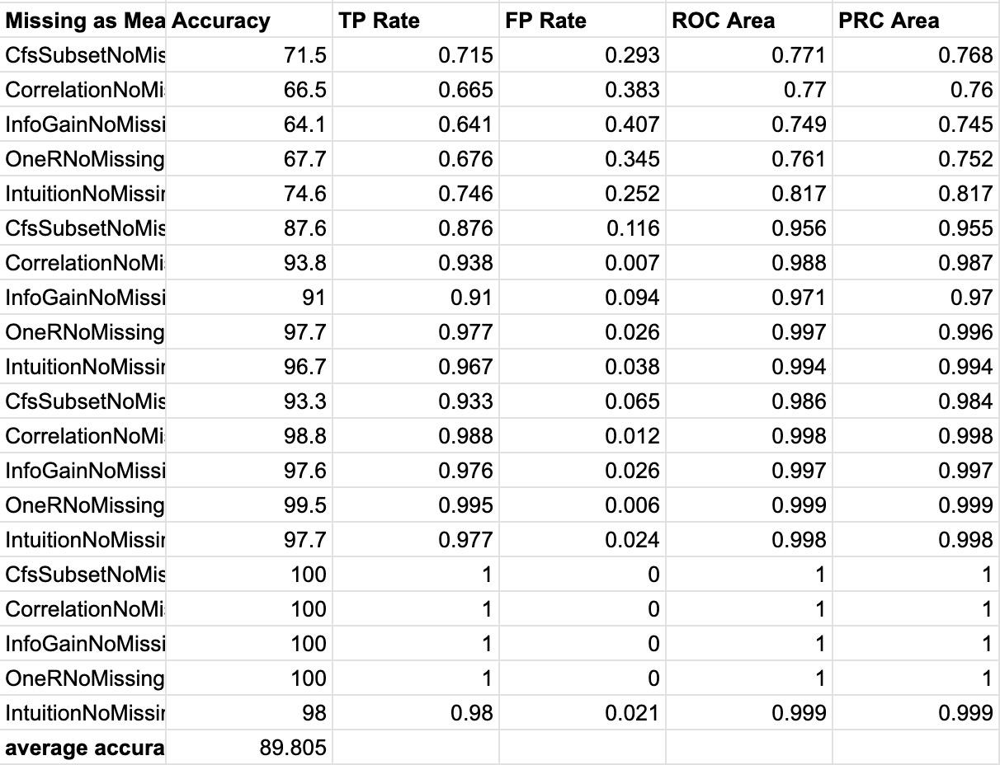 Missing as Mea Accuracy TP Rate FP Rate ROC Area PRC Area
CfsSubsetNoMis 71.5 0.715 0.293 0.771 0.768
CorrelationNoMi 66.5 0.665 0.383 0.77 0.76
InfoGainNoMissi 64.1 0.641 0.407 0.749 0.745
OneRNoMissing 67.7 0.676 0.345 0.761 0.752
IntuitionNoMissin 74.6 0.746 0.252 0.817 0.817
CfsSubsetNoMis 87.6 0.876 0.116 0.956 0.955
CorrelationNoMi 93.8 0.938 0.007 0.988 0.987
InfoGainNoMissi 91 0.91 0.094 0.971 0.97
OneRNoMissing 97.7 0.977 0.026 0.997 0.996
IntuitionNoMissin 96.7 0.967 0.038 0.994 0.994
CfsSubsetNoMis 93.3 0.933 0.065 0.986 0.984
CorrelationNoMi 98.8 0.988 0.012 0.998 0.998
InfoGainNoMissi 97.6 0.976 0.026 0.997 0.997
OneRNoMissing 99.5 0.995 0.006 0.999 0.999
IntuitionNoMissin 97.7 0.977 0.024 0.998 0.998
CfsSubsetNoMis 100 1 0 1 1
CorrelationNoMi 100 1 0 1 1
InfoGainNoMissi 100 1 0 1 1
OneRNoMissing 100 1 0 1 1
IntuitionNoMissin 98 0.98 0.021 0.999 0.999
average accura 89.805